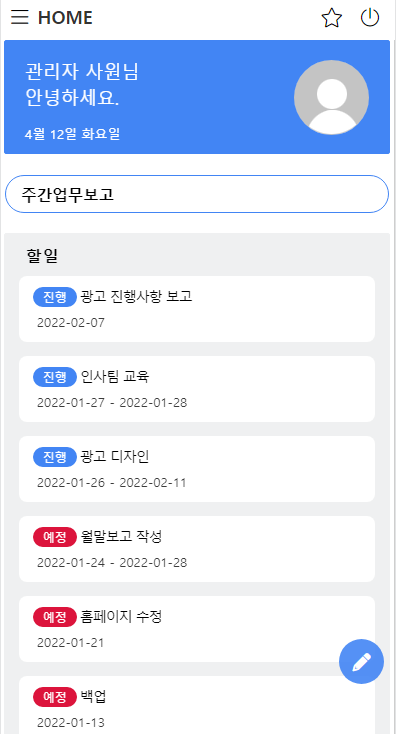 HOME
관리자 사원님
안녕하세요.
4월 12일 화요일
주간업무보고
할일
진행 광고 진행사항 보고
2022-02-07
진행 인사팀 교육
2022-01-27 - 2022-01-28
진행 광고 디자인
2022-01-26 - 2022-02-11
예정 월말보고 작성
2022-01-24 - 2022-01-28
예정 홈페이지 수정
2022-01-21
예정 백업
2022-01-13